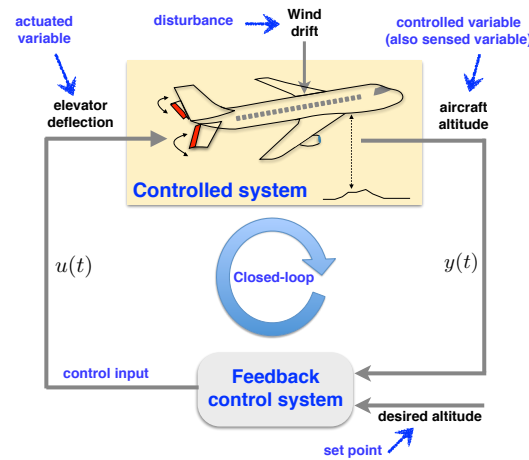 actuated
variable
disturbance
Wind
drift
controlled variable
(also sensed variable)
elevator
deflection
aircraft
altitude
Controlled system
u(t)
Closed-loop
y(t)
control input
Feedback
control system
desired altitude
set point